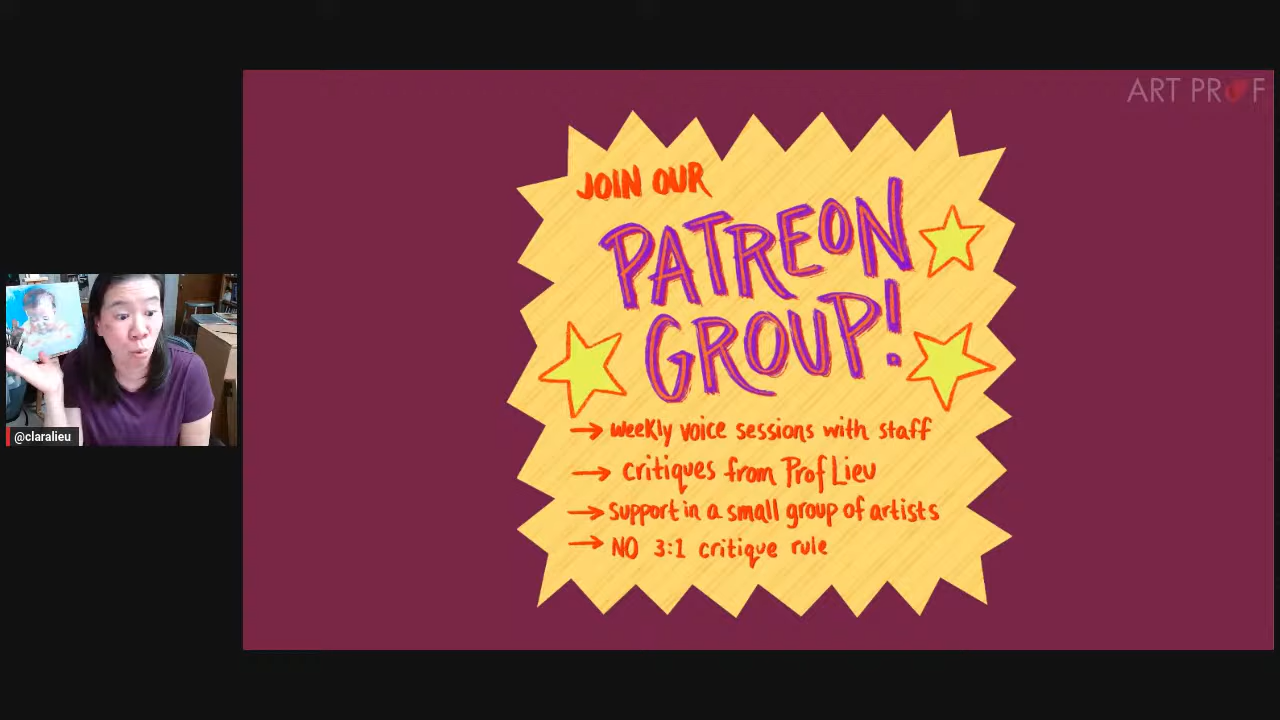 ART PROF
JOIN OUR
PATREON
GROUP!
→ weekly voice sessions with staff
→ critiques from Prof Lieu
→ support in a small group of artists
→ NO 3:1 critique rule
@claralieu